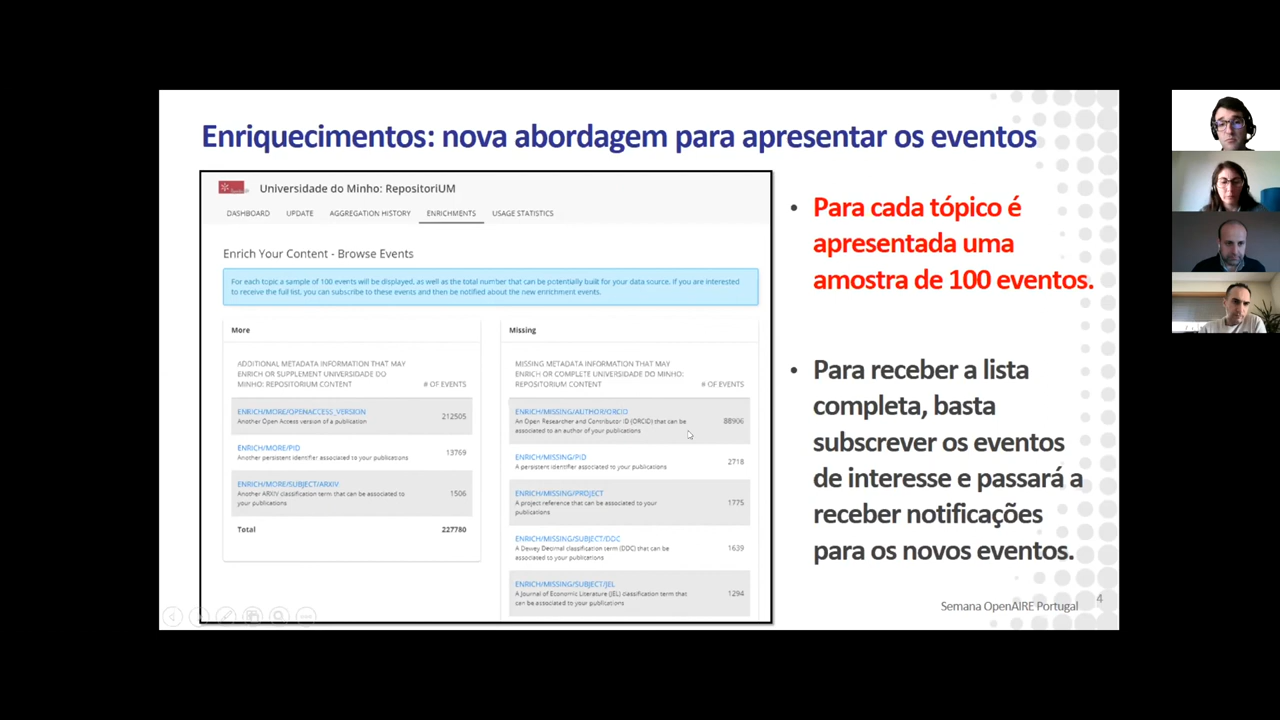 Enriquecimentos: nova abordagem para apresentar os eventos
Universidade do Minho: RepositoriUM
DASHBOARD UPDATE AGGREGATION HISTORY ENRICHMENTS USAGE STATISTICS
Enrich Your Content - Browse Events
For each topic a sample of 100 events will be displayed, as well as the total number that can be potentially built for your data source. If you are interested
to receive the full list, you can subscribe to these events and then be notified about the new enrichment events.
More
ADDITIONAL METADATA INFORMATION THAT MAY
ENRICH OR SUPPLEMENT UNIVERSIDADE DO
MINHO: REPOSITORIUM CONTENT # OF EVENTS
ENRICH/MORE/OPENACCESS_VERSION
Another Open Access version of a publication 212505
ENRICH/MORE/PID
Another persistent identifier associated to your publications 13769
ENRICH/MORE/SUBJECT/ARXIV
Another ARXIV classification term that can be associated to
your publications 1506
Total 227780
Missing
MISSING METADATA INFORMATION THAT MAY
ENRICH OR COMPLETE UNIVERSIDADE DO MINHO:
REPOSITORIUM CONTENT # OF EVENTS
ENRICH/MISSING/AUTHOR/ORCID
An Open Researcher and Contributor ID (ORCID) that can be
associated to an author of your publications 88906
ENRICH/MISSING/PID
A persistent identifier associated to your publications 2718
ENRICH/MISSING/PROJECT
A project reference that can be associated to your
publications 1775
ENRICH/MISSING/SUBJECT/DDC
A Dewey Decimal classification term (DDC) that can be
associated to your publications 1639
ENRICH/MISSING/SUBJECT/JEL
A Journal of Economic Literature (JEL) classification term that
can be associated to your publications 1294
• Para cada tópico é
apresentada uma
amostra de 100 eventos.
• Para receber a lista
completa, basta
subscrever os eventos
de interesse e passará a
receber notificações
para os novos eventos.
Semana OpenAIRE Portugal
4